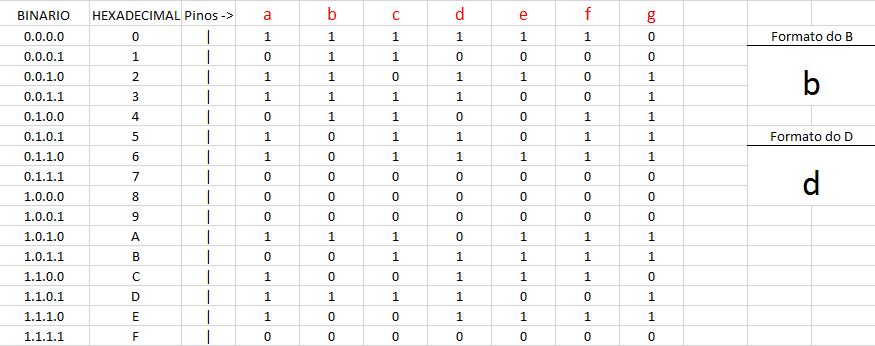 BINARIO HEXADECIMAL Pinos -> a b c d e f g
0.0.0.0 0 | 1 1 1 1 1 1 0 Formato do B
0.0.0.1 1 | 0 1 1 0 0 0 0
0.0.1.0 2 | 1 1 0 1 1 0 1 b
0.0.1.1 3 | 1 1 1 1 0 0 1
0.1.0.0 4 | 0 1 1 0 0 1 1
0.1.0.1 5 | 1 0 1 1 0 1 1 Formato do D
0.1.1.0 6 | 1 0 1 1 1 1 1
0.1.1.1 7 | 0 0 0 0 0 0 0 d
1.0.0.0 8 | 0 0 0 0 0 0 0
1.0.0.1 9 | 0 0 0 0 0 0 0
1.0.1.0 A | 1 1 1 0 1 1 1
1.0.1.1 B | 0 0 1 1 1 1 1
1.1.0.0 C | 1 0 0 1 1 1 0
1.1.0.1 D | 1 1 1 1 0 0 1
1.1.1.0 E | 1 0 0 1 1 1 1
1.1.1.1 F | 0 0 0 0 0 0 0